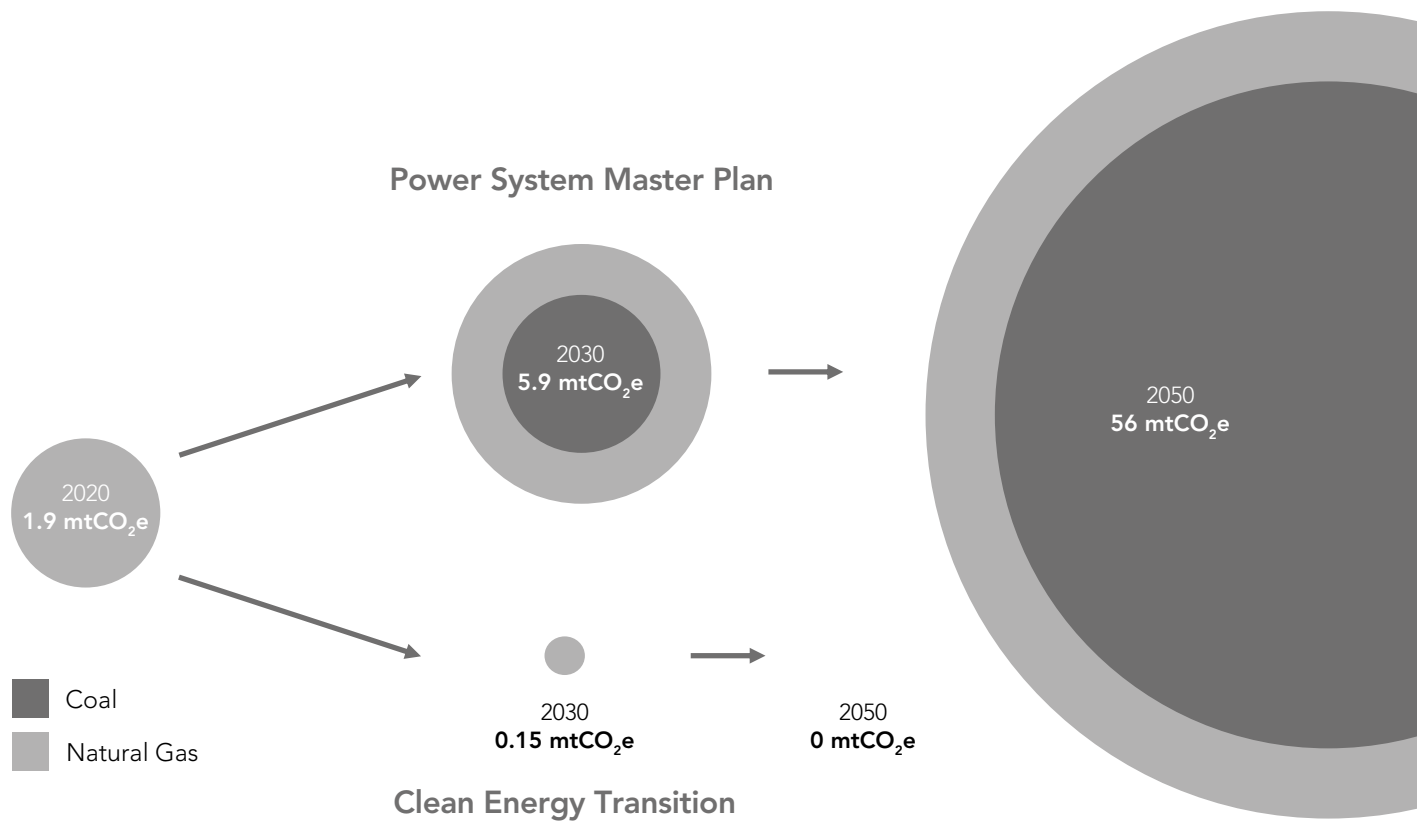 Power System Master Plan
2030
5.9 mtCO₂e
2050
56 mtCO₂e
2020
1.9 mtCO₂e
Coal
Natural Gas
2030
0.15 mtCO₂e
2050
0 mtCO₂e
Clean Energy Transition